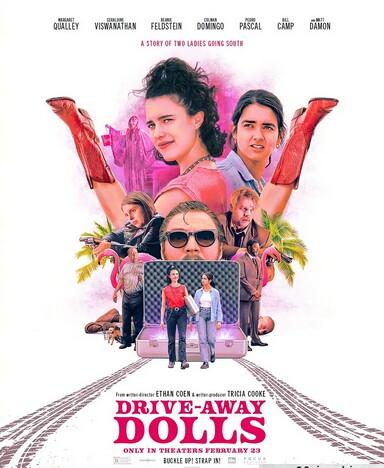 MARGARET QUALLEY GERALDINE VISWANATHAN BEANIE FELDSTEIN COLMAN DOMINGO PEDRO PASCAL BILL CAMP AND MATT DAMON
A STORY OF TWO LADIES GOING SOUTH
From writer-director ETHAN COEN & writer-producer TRICIA COOKE
DRIVE-AWAY
DOLLS
ONLY IN THEATERS FEBRUARY 23
BUCKLE UP! STRAP IN!
FOCUS